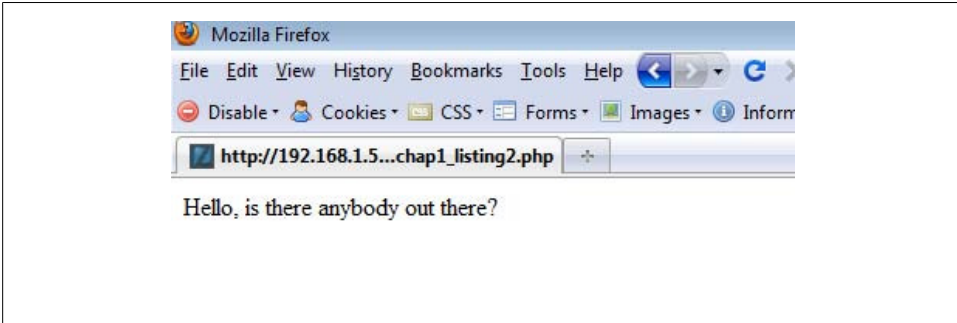 Mozilla Firefox
File Edit View History Bookmarks Tools Help
Disable Cookies CSS Forms Images
http://192.168.1.5...chap1_listing2.php
Hello, is there anybody out there?